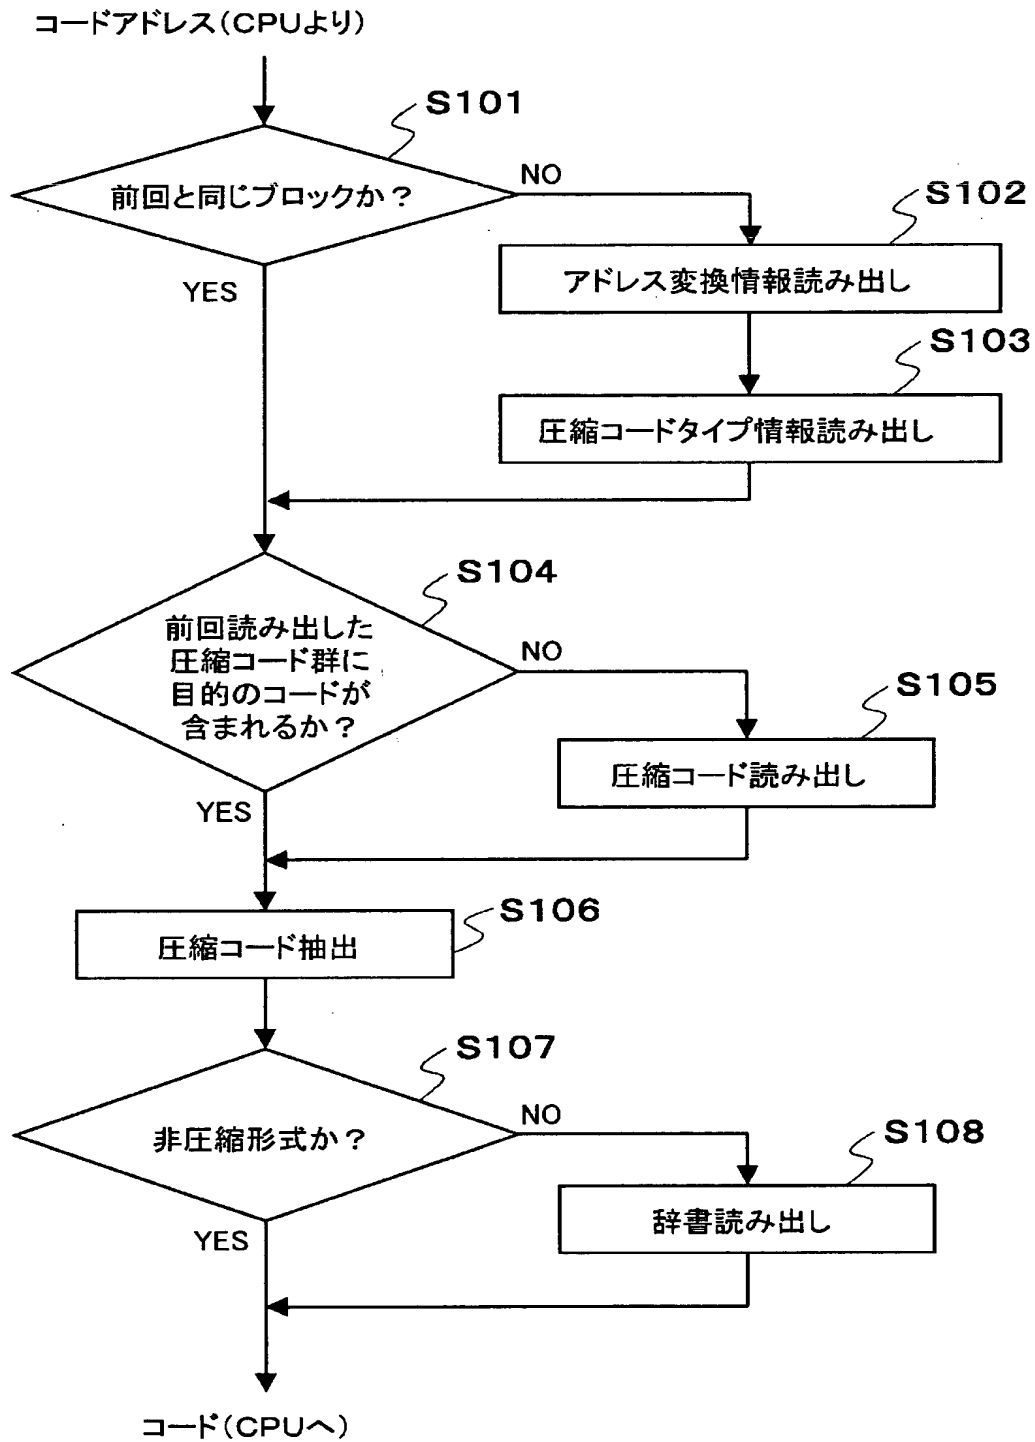 コードアドレス(CPUより)
S101
前回と同じブロックか？
NO
YES
S102
アドレス変換情報読み出し
S103
圧縮コードタイプ情報読み出し
S104
前回読み出した
圧縮コード群に
目的のコードが
含まれるか？
NO
YES
S105
圧縮コード読み出し
S106
圧縮コード抽出
S107
非圧縮形式か？
NO
YES
S108
辞書読み出し
コード(CPUへ)